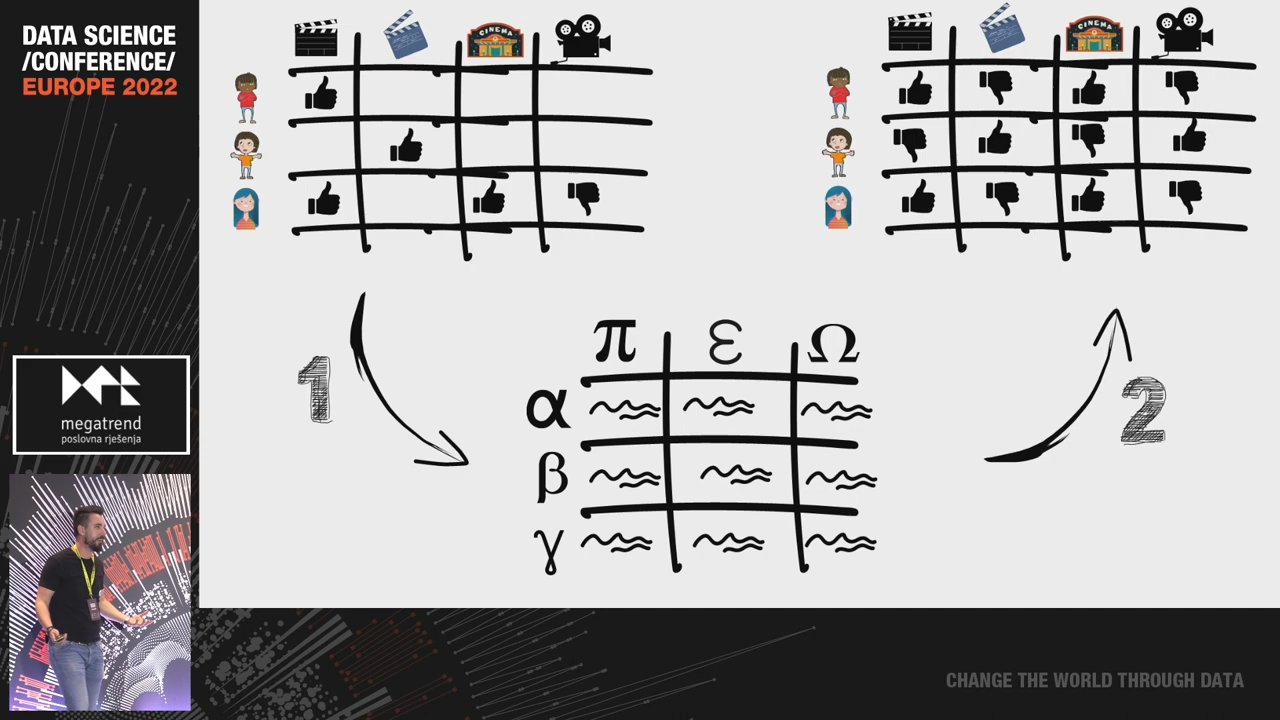 DATA SCIENCE
/CONFERENCE/
EUROPE 2022
CINEMA
CINEMA
1
π ε Ω
α
β
γ
2
megatrend
poslovna rješenja
CHANGE THE WORLD THROUGH DATA